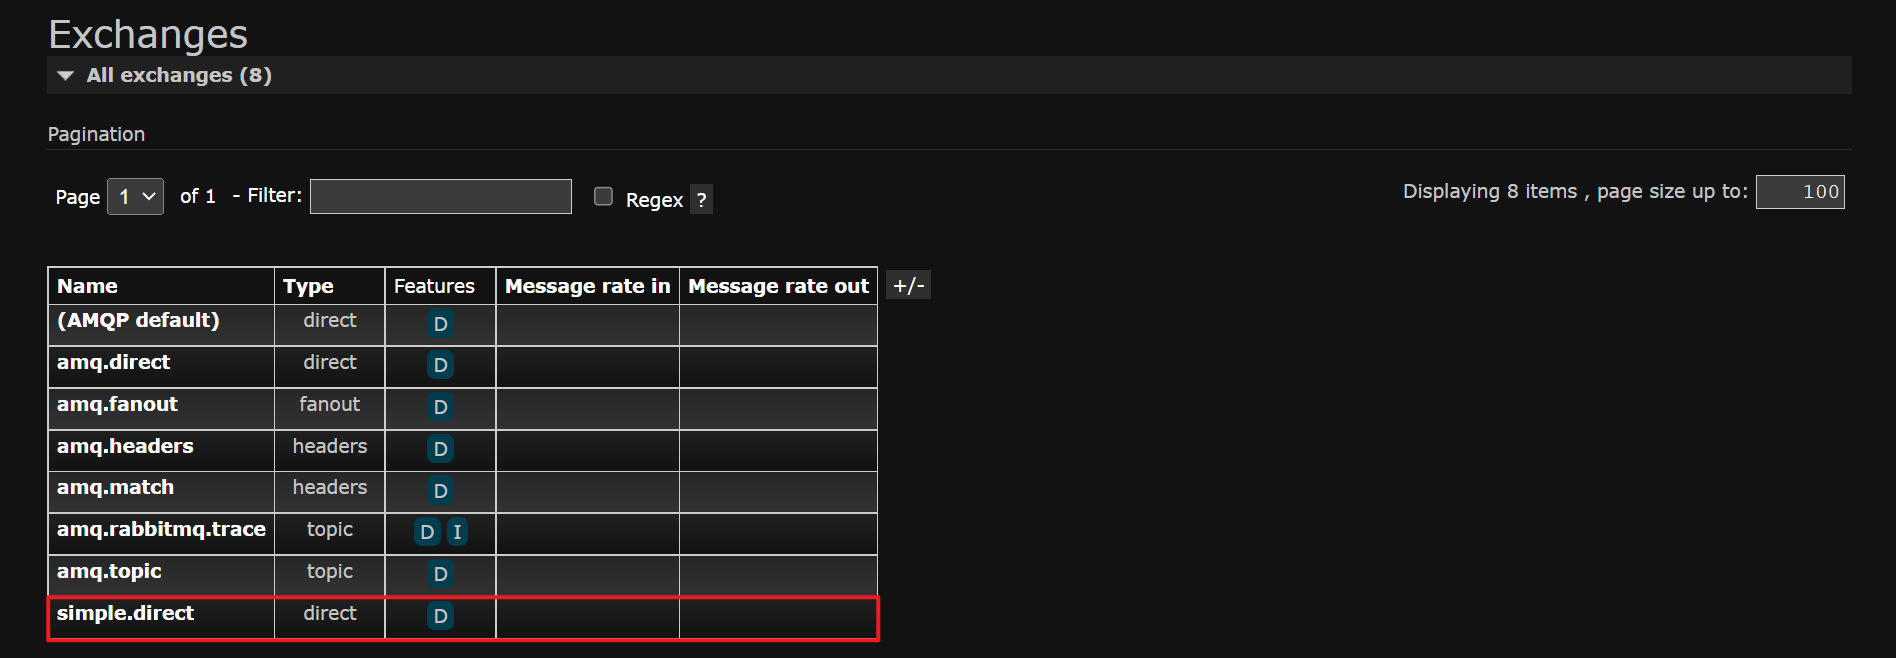 Exchanges
All exchanges (8)
Pagination
Page 1 of 1 - Filter: Regex ? Displaying 8 items , page size up to: 100
Name Type Features Message rate in Message rate out +/-
(AMQP default) direct D
amq.direct direct D
amq.fanout fanout D
amq.headers headers D
amq.match headers D
amq.rabbitmq.trace topic D I
amq.topic topic D
simple.direct direct D